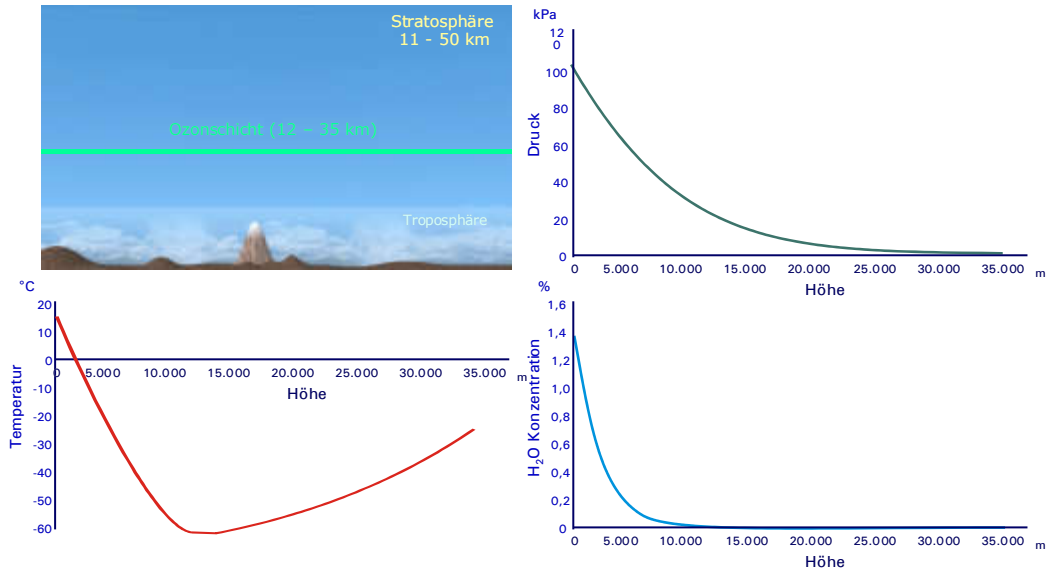 Stratosphäre
11 - 50 km
Ozonschicht (12 – 35 km)
Troposphäre
kPa
12
0
100
80
60
40
20
0
Druck
0 5.000 10.000 15.000 20.000 25.000 30.000 35.000 m
Höhe
°C
20
10
0
-10
-20
-30
-40
-50
-60
Temperatur
0 5.000 10.000 15.000 20.000 25.000 30.000 35.000 m
Höhe
%
1,6
1,4
1,2
1,0
0,8
0,6
0,4
0,2
0
H₂O Konzentration
0 5.000 10.000 15.000 20.000 25.000 30.000 35.000 m
Höhe